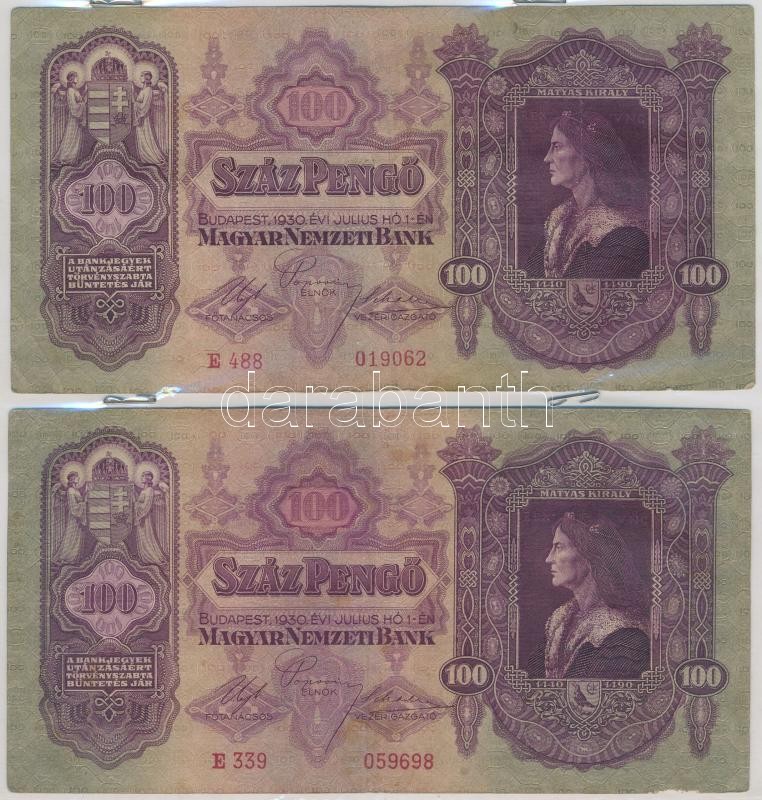 100
SZÁZ PENGŐ
BUDAPEST, 1930. ÉVI JULIUS HÓ 1-ÉN
MAGYAR NEMZETI BANK
100
A BANKJEGYEK
UTÁNZÁSÁÉRT
TÖRVÉNYSZABTA
BÜNTETÉS JÁR
FŐTANÁCSOS
ELNÖK
VEZÉRIGAZGATÓ
E 488
019062
MÁTYÁS KIRÁLY
100
100
1440
1490
darabanth
100
SZÁZ PENGŐ
BUDAPEST, 1930. ÉVI JULIUS HÓ 1-ÉN
MAGYAR NEMZETI BANK
100
A BANKJEGYEK
UTÁNZÁSÁÉRT
TÖRVÉNYSZABTA
BÜNTETÉS JÁR
FŐTANÁCSOS
ELNÖK
VEZÉRIGAZGATÓ
E 339
059698
MÁTYÁS KIRÁLY
100
100
1440
1490